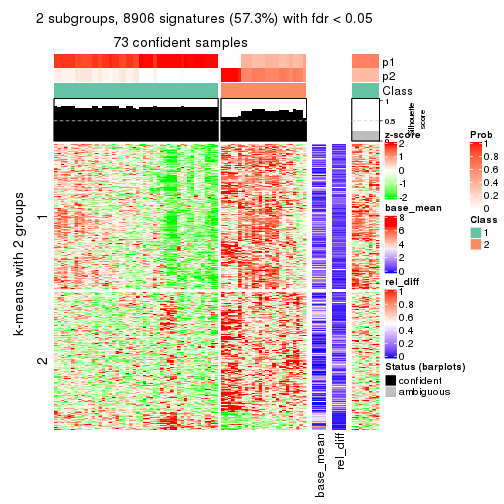 2 subgroups, 8906 signatures (57.3%) with fdr < 0.05
73 confident samples
p1
p2
Class
1
0.5
0
Silhouette
score
k-means with 2 groups
1
2
base_mean
rel_diff
z-score
2
1
0
-1
-2
base_mean
8
6
4
2
0
rel_diff
1
0.8
0.6
0.4
0.2
0
Status (barplots)
confident
ambiguous
Prob
1
0.8
0.6
0.4
0.2
0
Class
1
2